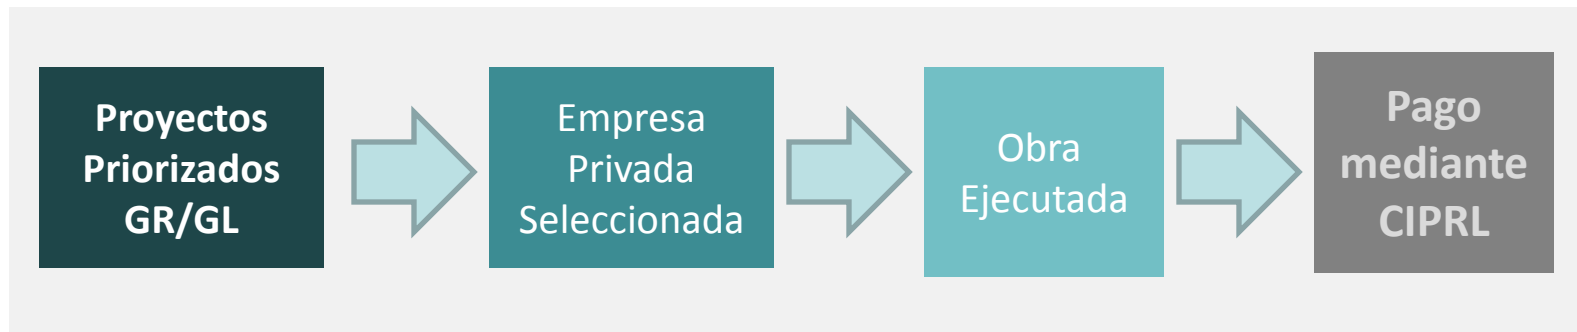 Proyectos
Priorizados
GR/GL
Empresa
Privada
Seleccionada
Obra
Ejecutada
Pago
mediante
CIPRL